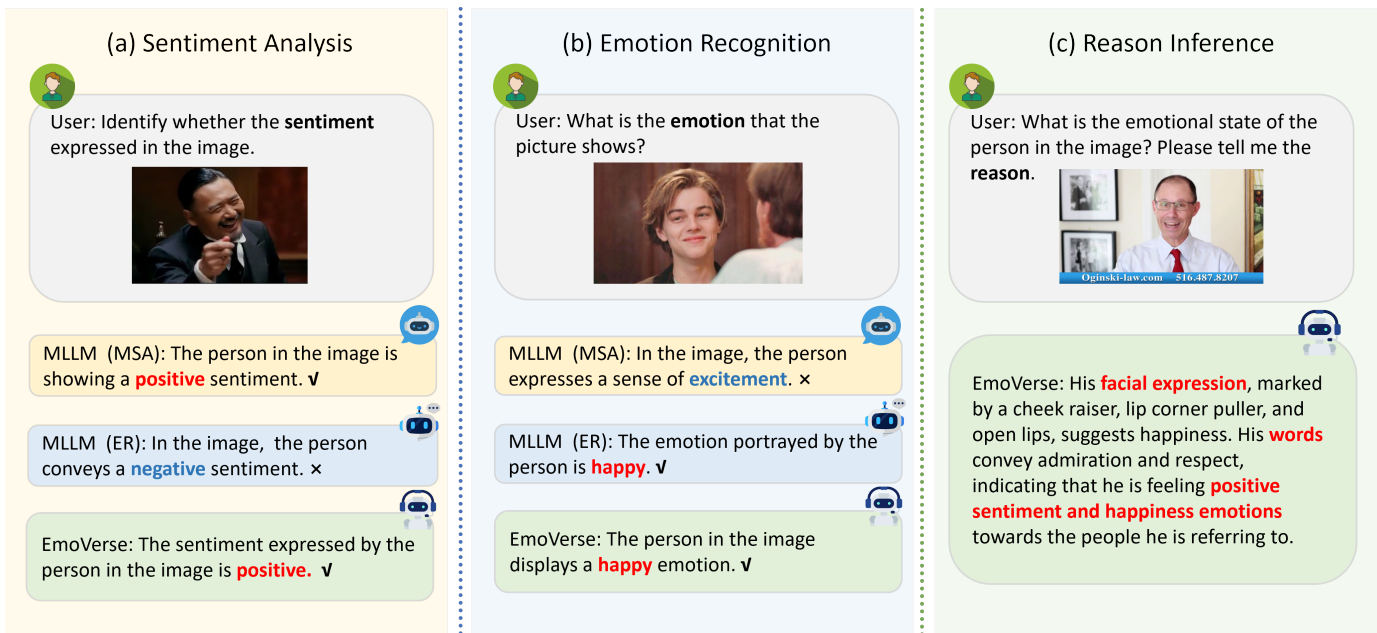 (a) Sentiment Analysis
User: Identify whether the sentiment
expressed in the image.
MLLM (MSA): The person in the image is
showing a positive sentiment. √
MLLM (ER): In the image, the person
conveys a negative sentiment. ×
EmoVerse: The sentiment expressed by the
person in the image is positive. √
(b) Emotion Recognition
User: What is the emotion that the
picture shows?
MLLM (MSA): In the image, the person
expresses a sense of excitement. ×
MLLM (ER): The emotion portrayed by the
person is happy. √
EmoVerse: The person in the image
displays a happy emotion. √
(c) Reason Inference
User: What is the emotional state of the
person in the image? Please tell me the
reason.
Oginski-law.com 516.487.8207
EmoVerse: His facial expression, marked
by a cheek raiser, lip corner puller, and
open lips, suggests happiness. His words
convey admiration and respect,
indicating that he is feeling positive
sentiment and happiness emotions
towards the people he is referring to.